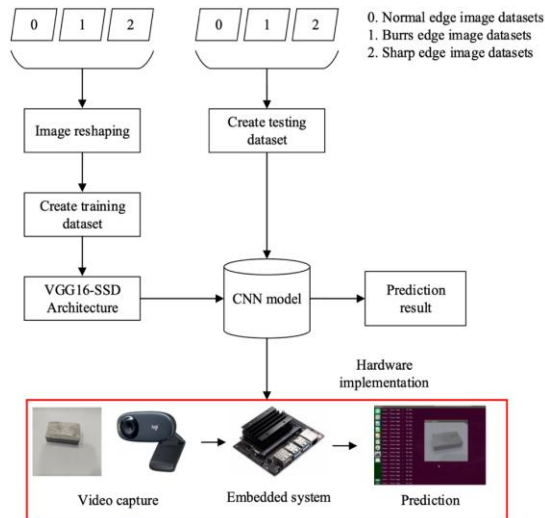 0 1 2
0 1 2
0. Normal edge image datasets
1. Burrs edge image datasets
2. Sharp edge image datasets
Image reshaping
Create testing
dataset
Create training
dataset
VGG16-SSD
Architecture
CNN model
Prediction
result
Hardware
implementation
logi
Video capture
Embedded system
Prediction